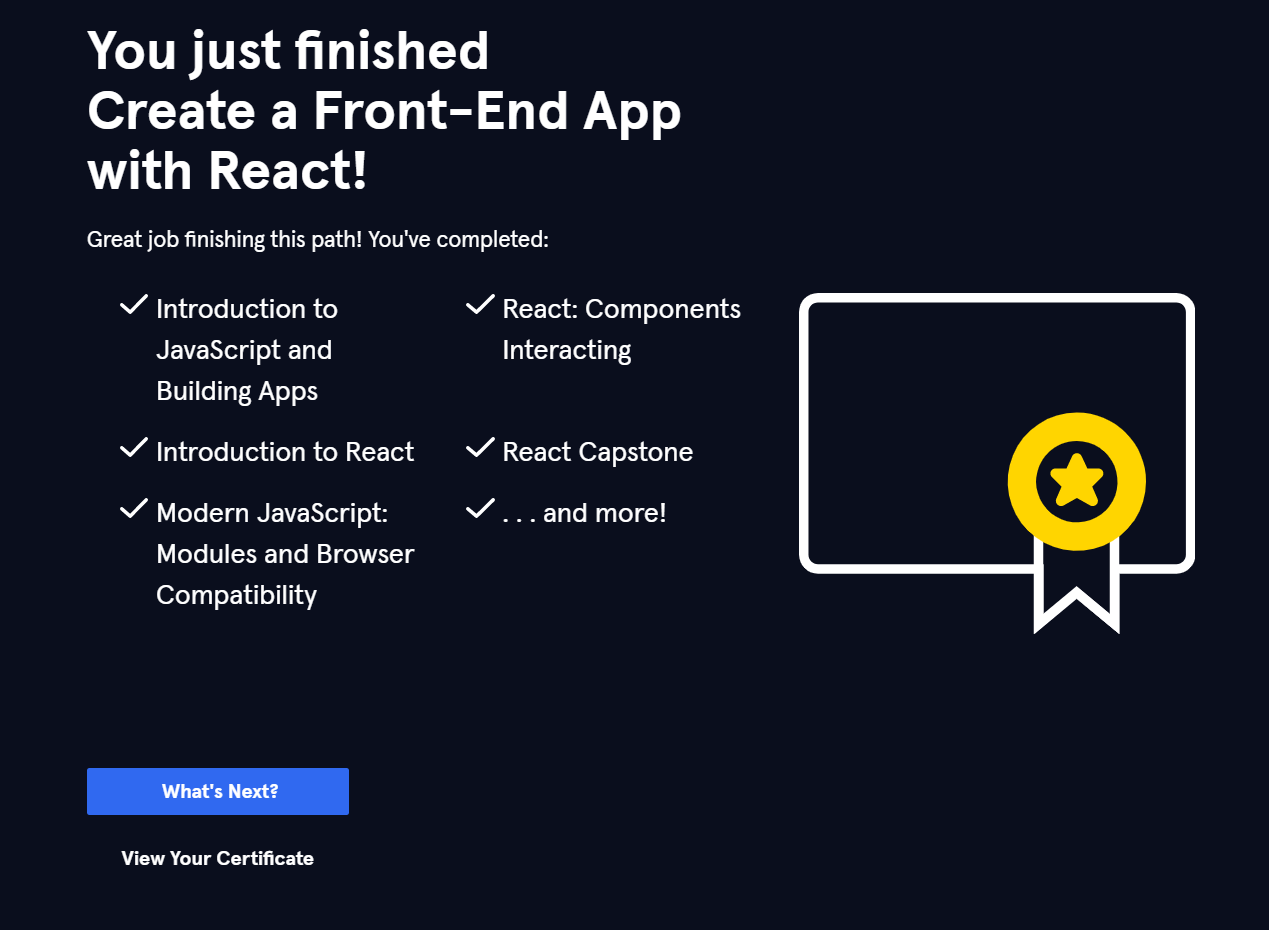 You just finished
Create a Front-End App
with React!
Great job finishing this path! You've completed:
Introduction to
JavaScript and
Building Apps
React: Components
Interacting
Introduction to React
React Capstone
Modern JavaScript:
Modules and Browser
Compatibility
. . . and more!
What's Next?
View Your Certificate